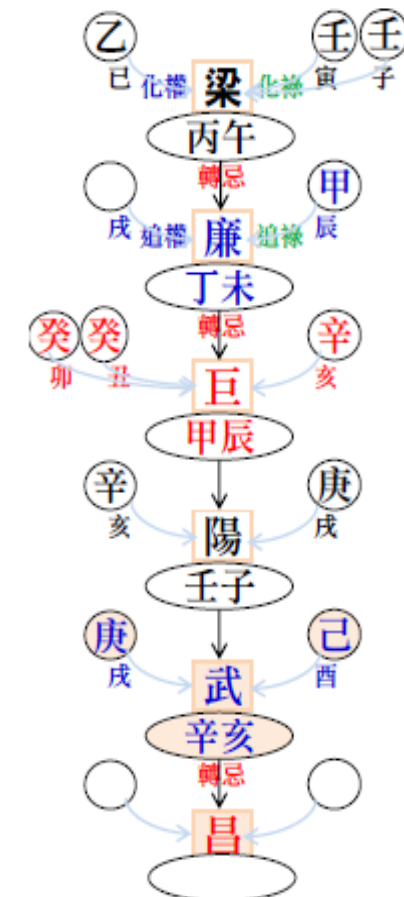 乙 壬 壬
巳 化權 梁 化祿 寅 子
丙午
轉忌
甲
戌 追權 廉 追祿 辰
丁未
轉忌
癸 癸 辛
卯 丑 巨 亥
甲辰
辛 庚
亥 陽 戌
壬子
庚 己
戌 武 酉
辛亥
轉忌
昌